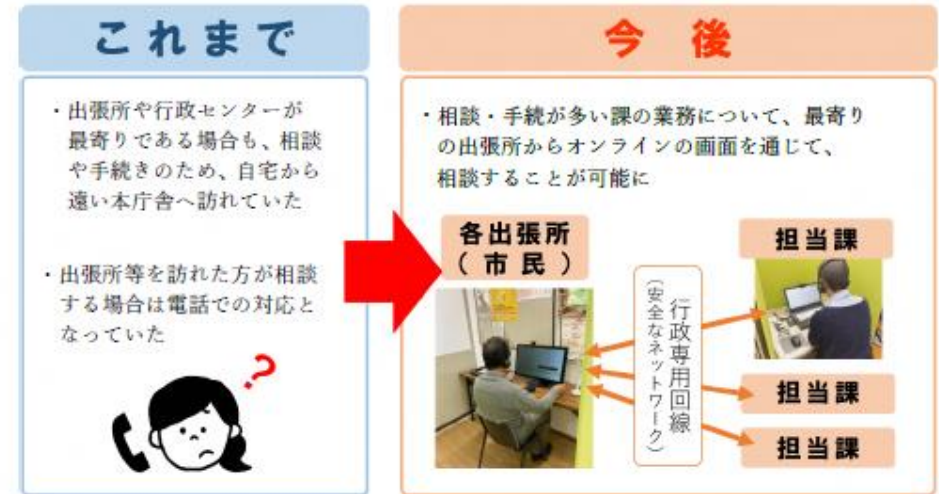 これまで
・出張所や行政センターが
最寄りである場合も、相談
や手続きのため、自宅から
遠い本庁舎へ訪れていた
・出張所等を訪れた方が相談
する場合は電話での対応と
なっていた
?
今後
・相談・手続が多い課の業務について、最寄り
の出張所からオンラインの画面を通じて、
相談することが可能に
各出張所
(市民)
行政専用回線
(安全なネットワーク)
担当課
担当課
担当課